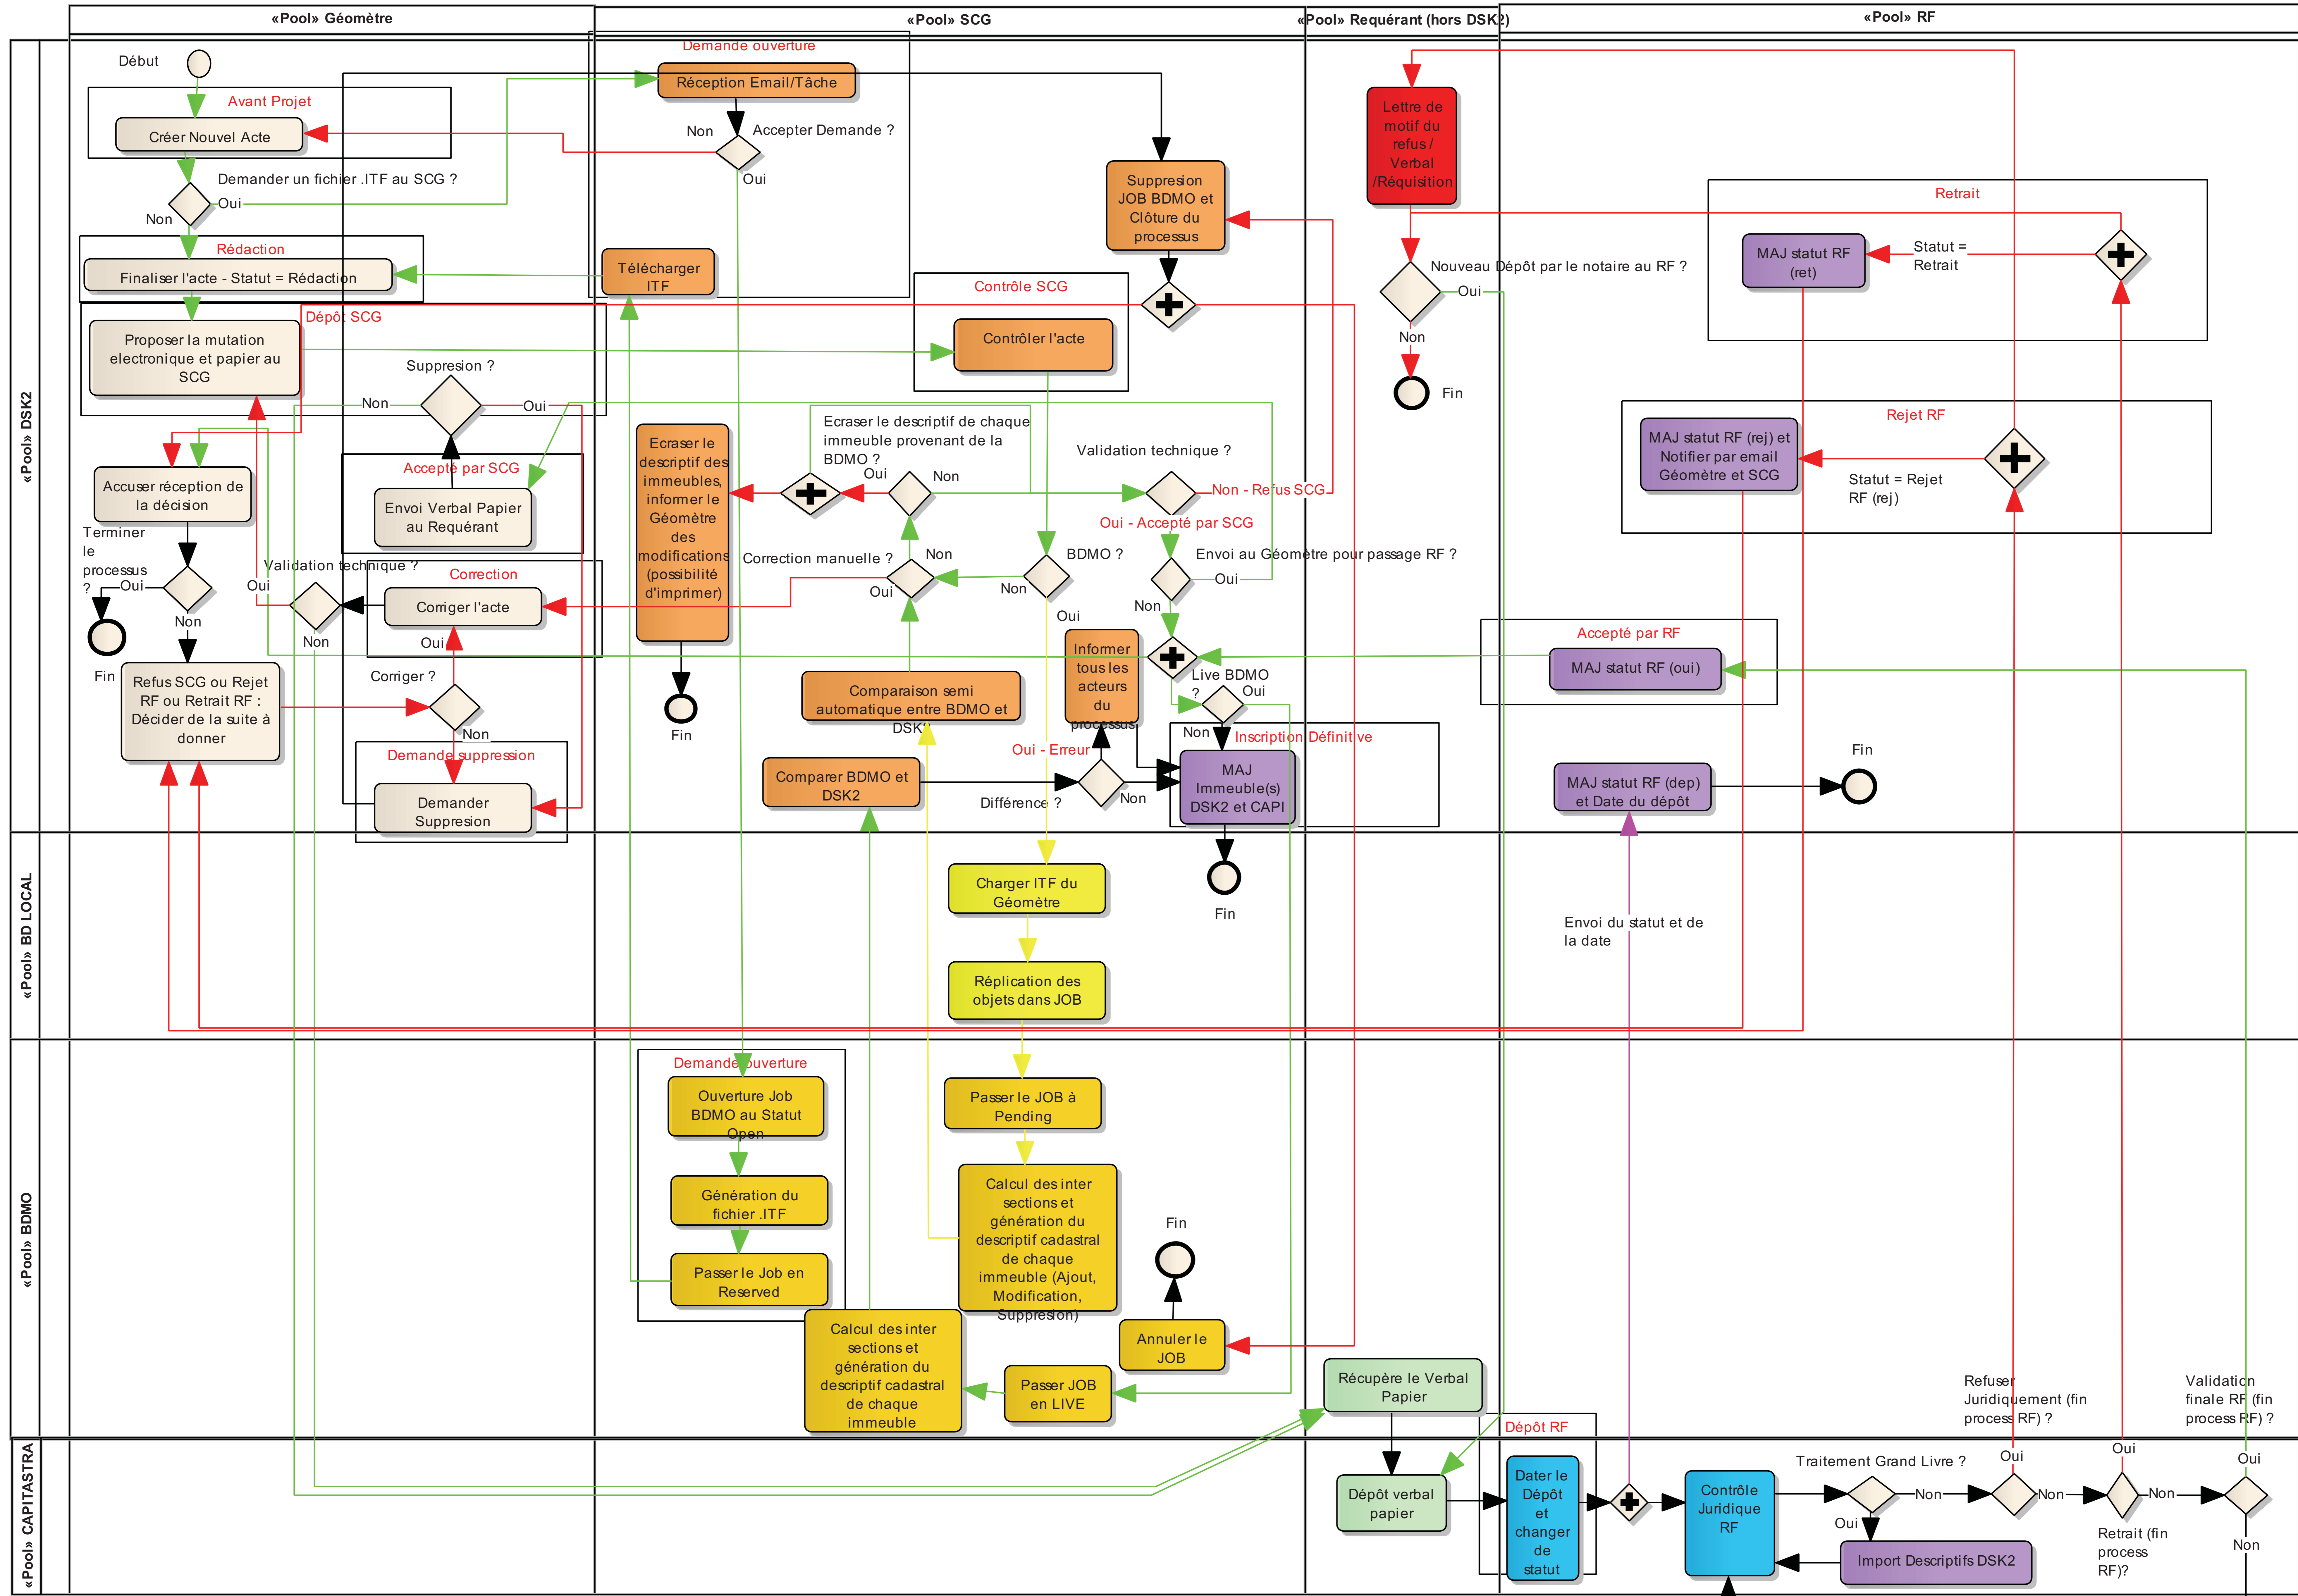 «Pool» Géomètre
«Pool» SCG
«Pool» Requérant (hors DSK2)
«Pool» RF
«Pool» DSK2
«Pool» BD LOCAL
«Pool» BDMO
«Pool» CAPITASTRA
Début
Avant Projet
Créer Nouvel Acte
Demander un fichier .ITF au SCG ?
Oui
Non
Rédaction
Finaliser l'acte - Statut = Rédaction
Dépôt SCG
Proposer la mutation
electronique et papier au
SCG
Suppresion ?
Non
Oui
Accepté par SCG
Envoi Verbal Papier
au Requérant
Accuser réception de
la décision
Terminer
le
processus
?
Oui
Non
Fin
Validation technique ?
Oui
Non
Correction
Corriger l'acte
Oui
Corriger ?
Non
Refus SCG ou Rejet
RF ou Retrait RF :
Décider de la suite à
donner
Demande suppression
Demander
Suppresion
Demande ouverture
Réception Email/Tâche
Non
Accepter Demande ?
Oui
Télécharger
ITF
Suppresion
JOB BDMO et
Clôture du
processus
Contrôle SCG
Contrôler l'acte
Ecraser le
descriptif des
immeubles,
informer le
Géomètre
des
modifications
(possibilité
d'imprimer)
Fin
Ecraser le descriptif de chaque
immeuble provenant de la
BDMO ?
Oui
Non
Validation technique ?
Non - Refus SCG
Oui - Accepté par SCG
Correction manuelle ?
Non
Oui
BDMO ?
Non
Oui
Envoi au Géomètre pour passage RF ?
Oui
Non
Informer
tous les
acteurs
du
processus
Live BDMO
?
Oui
Non
Comparaison semi
automatique entre BDMO et
DSK2
Oui - Erreur
Comparer BDMO et
DSK2
Différence ?
Non
Inscription Définitive
MAJ
Immeuble(s)
DSK2 et CAPI
Fin
Lettre de
motif du
refus /
Verbal
/Réquisition
Nouveau Dépôt par le notaire au RF ?
Oui
Non
Fin
Retrait
MAJ statut RF
(ret)
Statut =
Retrait
Rejet RF
MAJ statut RF (rej) et
Notifier par email
Géomètre et SCG
Statut = Rejet
RF (rej)
Accepté par RF
MAJ statut RF (oui)
MAJ statut RF (dep)
et Date du dépôt
Fin
Envoi du statut et de
la date
Charger ITF du
Géomètre
Réplication des
objets dans JOB
Demande ouverture
Ouverture Job
BDMO au Statut
Open
Génération du
fichier .ITF
Passer le Job en
Reserved
Passer le JOB à
Pending
Calcul des inter
sections et
génération du
descriptif cadastral
de chaque
immeuble (Ajout,
Modification,
Suppresion)
Fin
Annuler le
JOB
Calcul des inter
sections et
génération du
descriptif cadastral
de chaque
immeuble
Passer JOB
en LIVE
Récupère le Verbal
Papier
Dépôt verbal
papier
Dépôt RF
Dater le
Dépôt
et
changer
de
statut
Contrôle
Juridique
RF
Traitement Grand Livre ?
Non
Oui
Import Descriptifs DSK2
Refuser
Juridiquement (fin
process RF) ?
Oui
Non
Oui
Non
Retrait (fin
process
RF)?
Validation
finale RF (fin
process RF) ?
Oui
Non